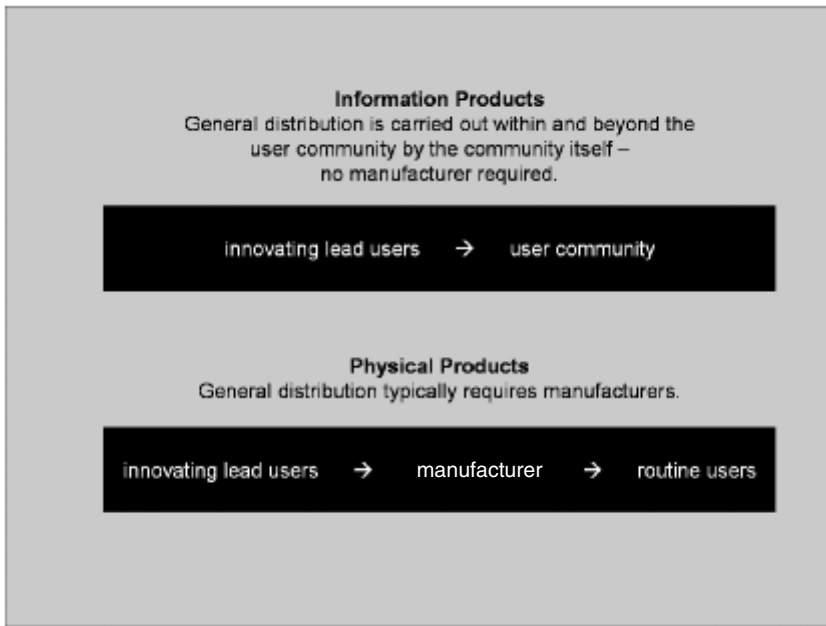 Information Products
General distribution is carried out within and beyond the
user community by the community itself –
no manufacturer required.
innovating lead users → user community
Physical Products
General distribution typically requires manufacturers.
innovating lead users → manufacturer → routine users